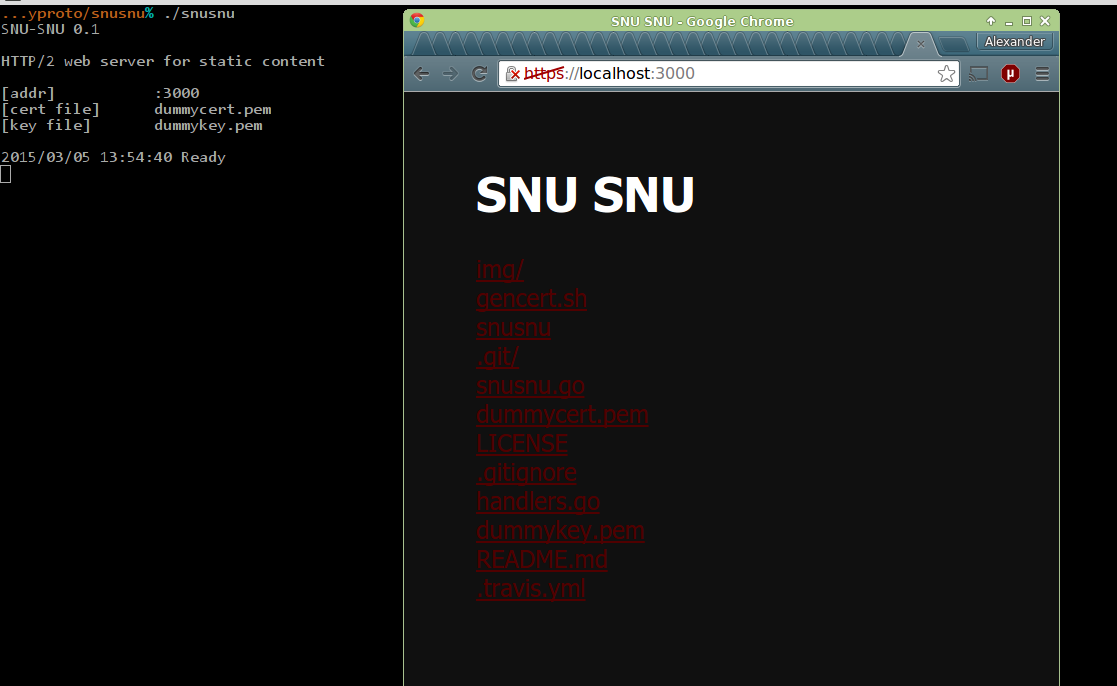 ...yproto/snusnu% ./snusnu
SNU-SNU 0.1
HTTP/2 web server for static content
[addr] :3000
[cert file] dummycert.pem
[key file] dummykey.pem
2015/03/05 13:54:40 Ready
SNU SNU - Google Chrome
Alexander
https://localhost:3000
µ
SNU SNU
img/
gencert.sh
snusnu
.git/
snusnu.go
dummycert.pem
LICENSE
.gitignore
handlers.go
dummykey.pem
README.md
.travis.yml